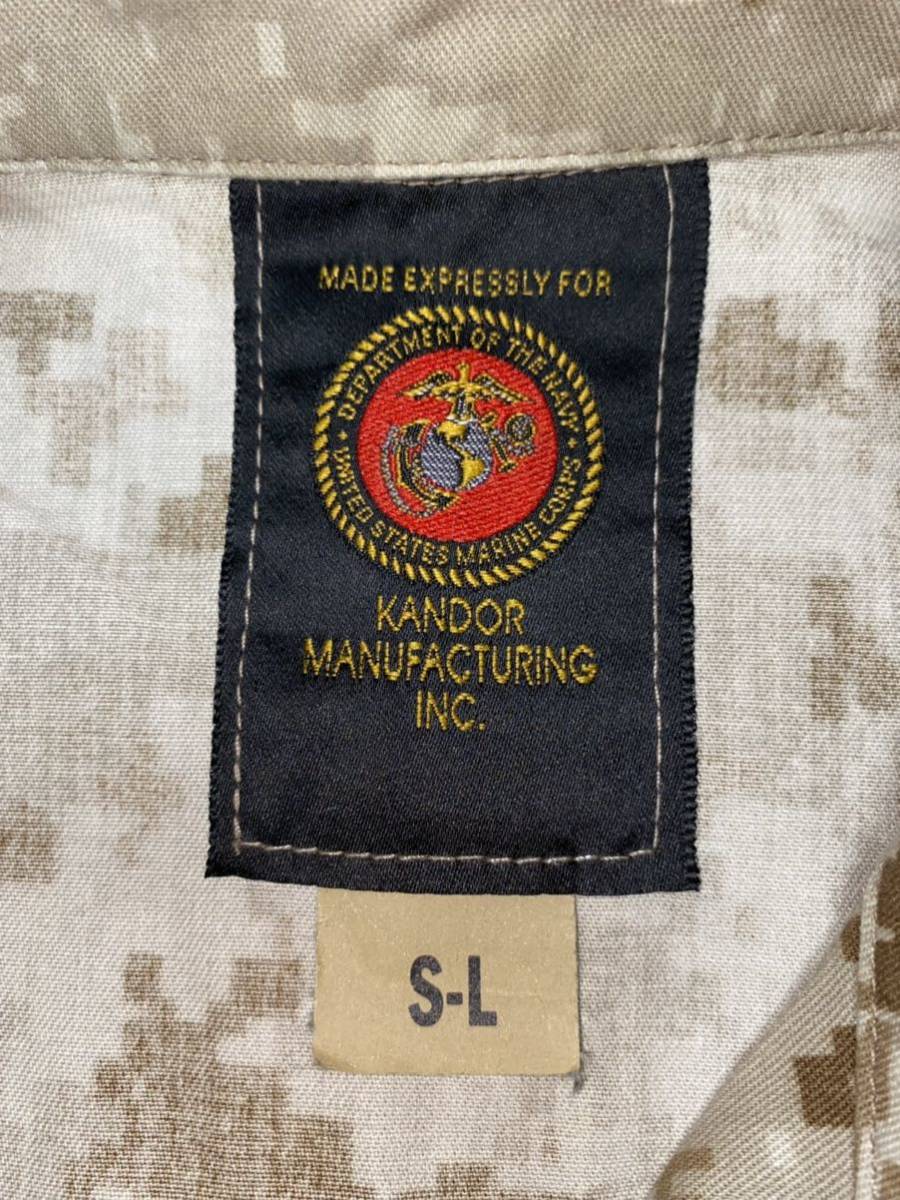 MADE EXPRESSLY FOR
DEPARTMENT OF THE NAVY
UNITED STATES MARINE CORPS
KANDOR
MANUFACTURING
INC.
S-L